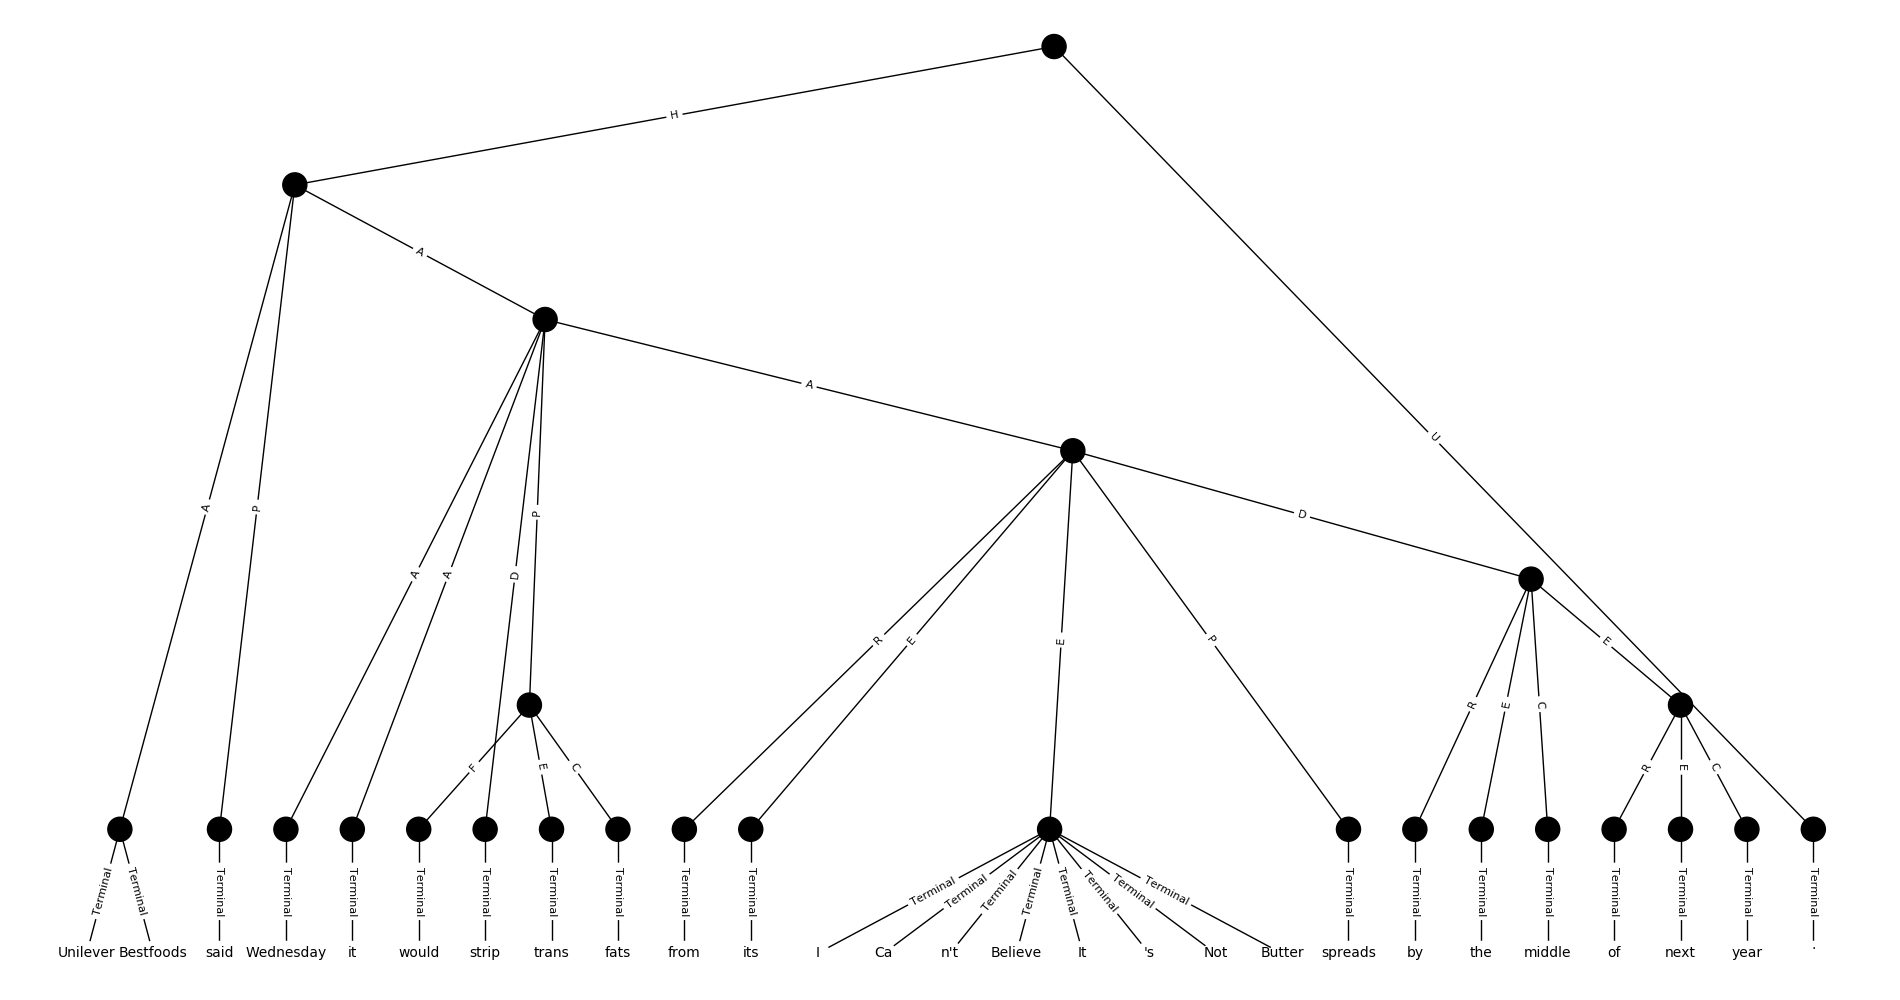 H
A
A
U
A P A A D P D
R E E P R E C E
F E C R E C
Terminal Terminal Terminal Terminal Terminal Terminal Terminal Terminal Terminal Terminal Terminal Terminal Terminal Terminal Terminal Terminal Terminal Terminal Terminal Terminal Terminal Terminal Terminal Terminal Terminal Terminal Terminal
Unilever Bestfoods said Wednesday it would strip trans fats from its I Ca n't Believe It 's Not Butter spreads by the middle of next year .